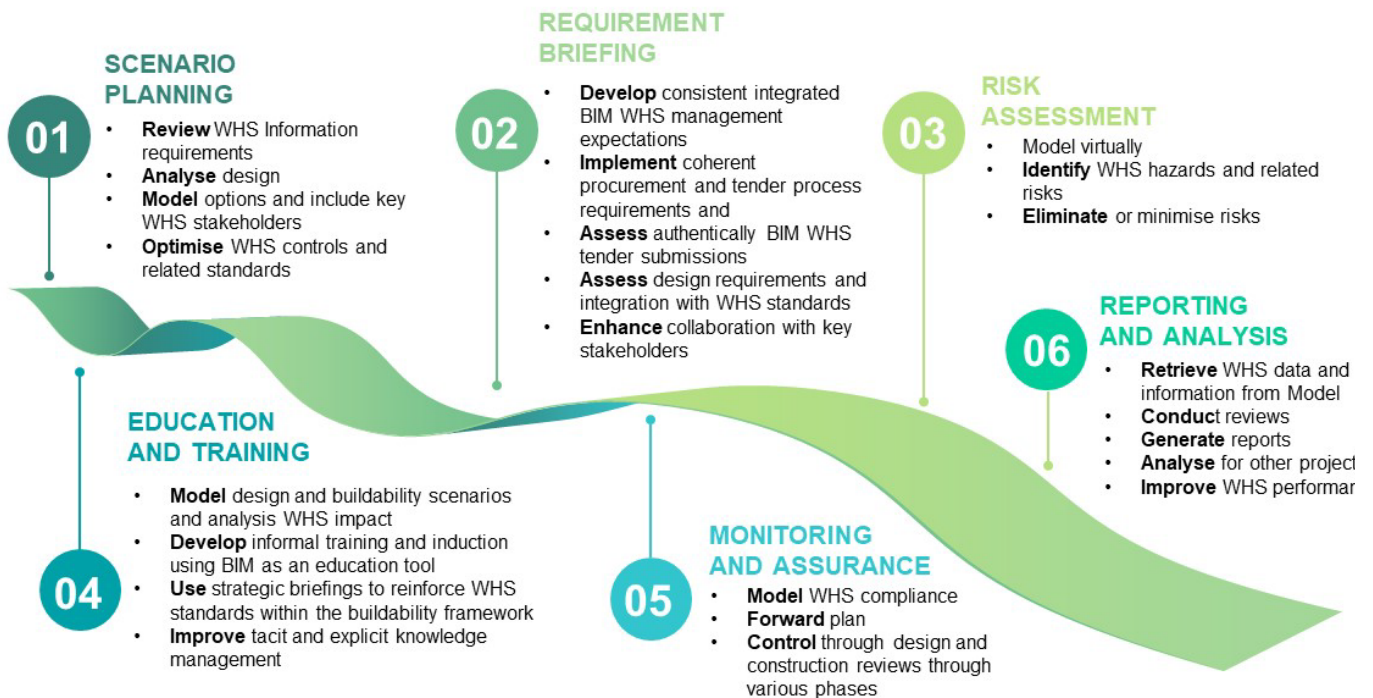 01
SCENARIO
PLANNING
• Review WHS Information
requirements
• Analyse design
• Model options and include key
WHS stakeholders
• Optimise WHS controls and
related standards
02
REQUIREMENT
BRIEFING
• Develop consistent integrated
BIM WHS management
expectations
• Implement coherent
procurement and tender process
requirements and
• Assess authentically BIM WHS
tender submissions
• Assess design requirements and
integration with WHS standards
• Enhance collaboration with key
stakeholders
03
RISK
ASSESSMENT
• Model virtually
• Identify WHS hazards and related
risks
• Eliminate or minimise risks
04
EDUCATION
AND TRAINING
• Model design and buildability scenarios
and analysis WHS impact
• Develop informal training and induction
using BIM as an education tool
• Use strategic briefings to reinforce WHS
standards within the buildability framework
• Improve tacit and explicit knowledge
management
05
MONITORING
AND ASSURANCE
• Model WHS compliance
• Forward plan
• Control through design and
construction reviews through
various phases
06
REPORTING
AND ANALYSIS
• Retrieve WHS data and
information from Model
• Conduct reviews
• Generate reports
• Analyse for other project
• Improve WHS performar